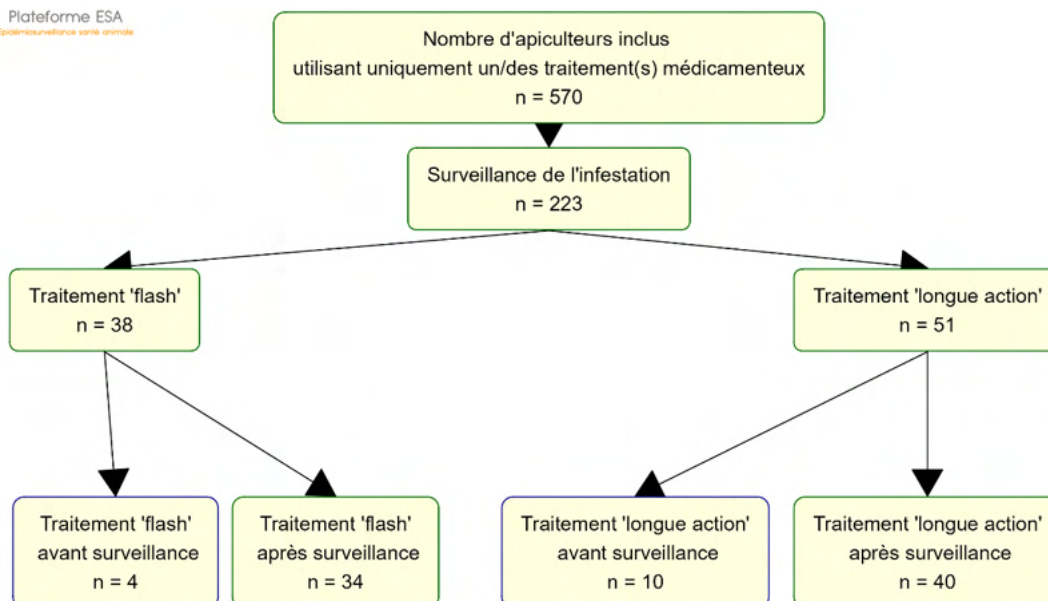 Plateforme ESA
Epidémiosurveillance santé animale
Nombre d'apiculteurs inclus
utilisant uniquement un/des traitement(s) médicamenteux
n = 570
Surveillance de l'infestation
n = 223
Traitement 'flash'
n = 38
Traitement 'longue action'
n = 51
Traitement 'flash'
avant surveillance
n = 4
Traitement 'flash'
après surveillance
n = 34
Traitement 'longue action'
avant surveillance
n = 10
Traitement 'longue action'
après surveillance
n = 40